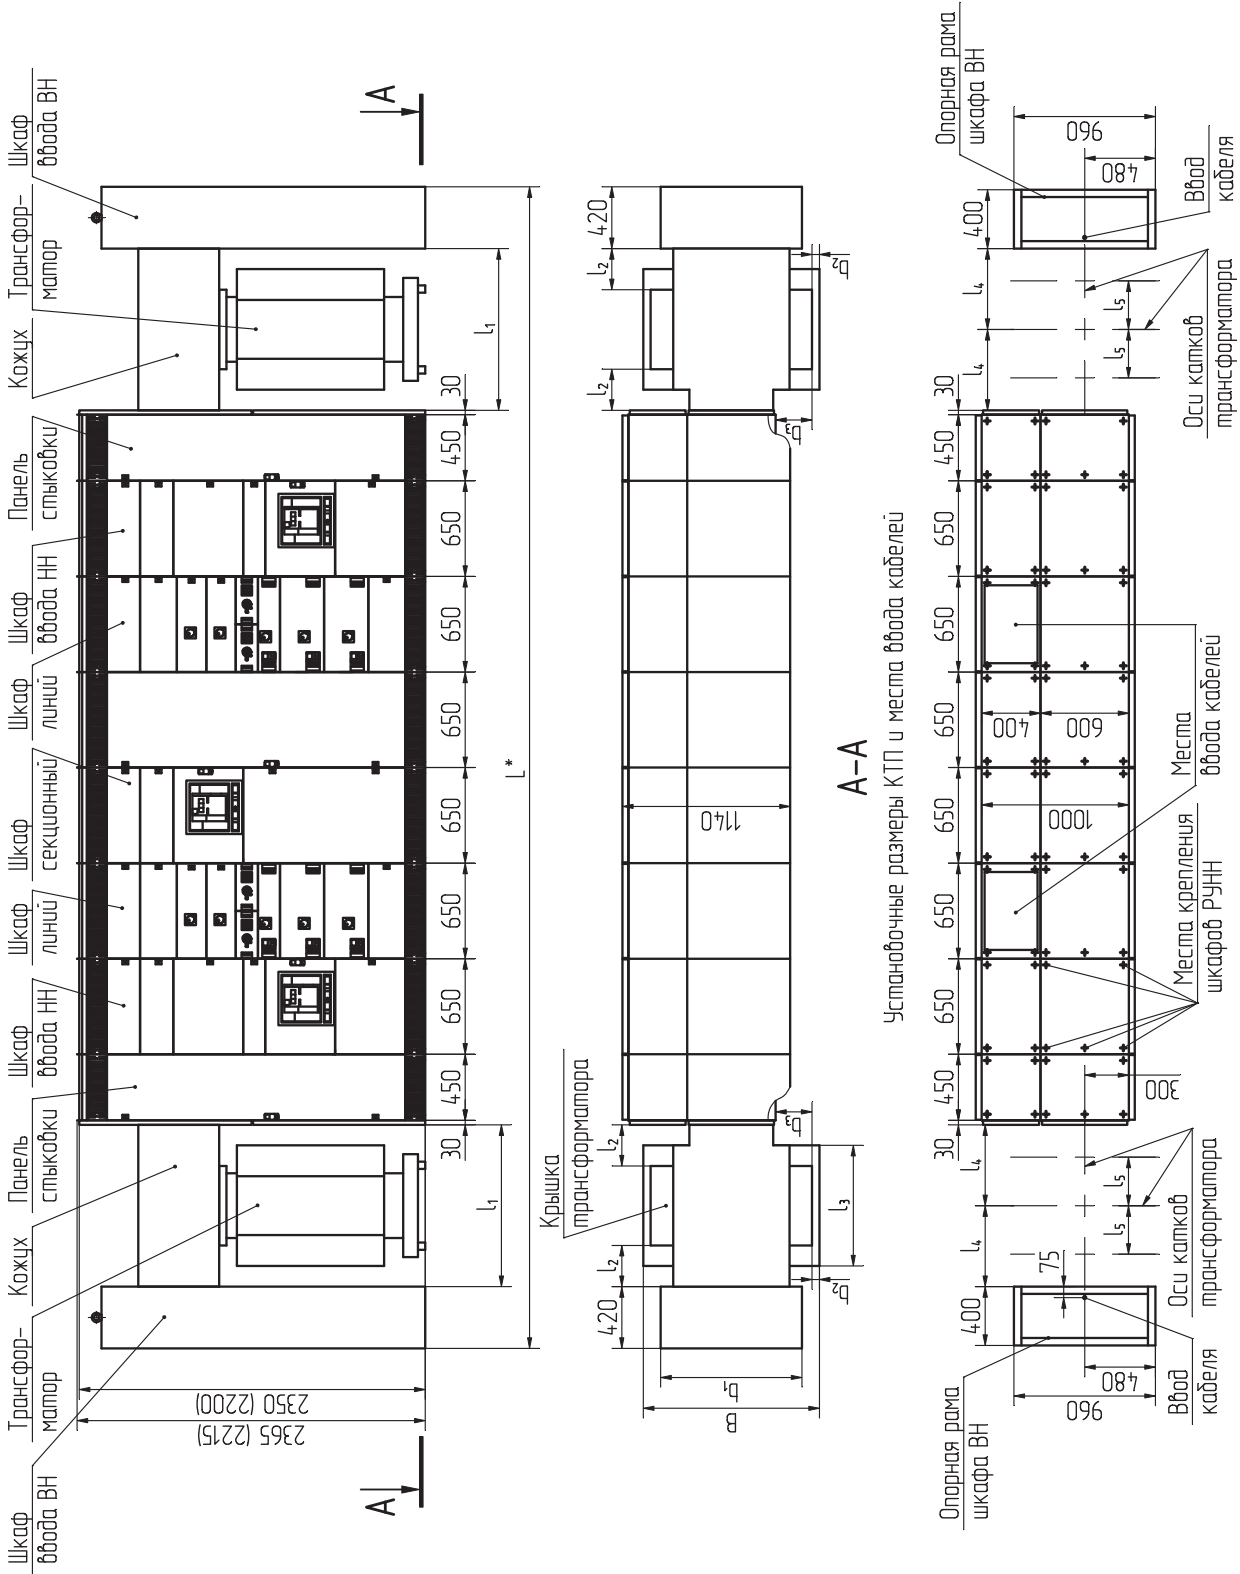 Шкаф
ввода ВН
Трансфор-
матор
Кожух
Панель
стыковки
Шкаф
ввода НН
Шкаф
линий
Шкаф
секционный
Шкаф
линий
Шкаф
ввода НН
Панель
стыковки
Кожух
Трансфор-
матор
Шкаф
ввода ВН
2365 (2215)
2350 (2200)
l₁
30
450
650
650
650
650
650
650
450
30
l₁
L*
А
А
Крышка
трансформатора
420
l₂
l₂
l₃
B
b₁
b₂
b₃
1140
b₃
l₂
l₂
420
b₂
А–А
Установочные размеры КТП и места ввода кабелей
400
l₄
l₄
30
450
650
650
650
650
650
650
450
30
l₄
l₄
400
75
l₅
l₅
960
480
300
1000
400
600
l₅
l₅
960
480
Опорная рама
шкафа ВН
Ввод
кабеля
Оси катков
трансформатора
Места крепления
шкафов РУНН
Места
ввода кабелей
Оси катков
трансформатора
Ввод
кабеля
Опорная рама
шкафа ВН